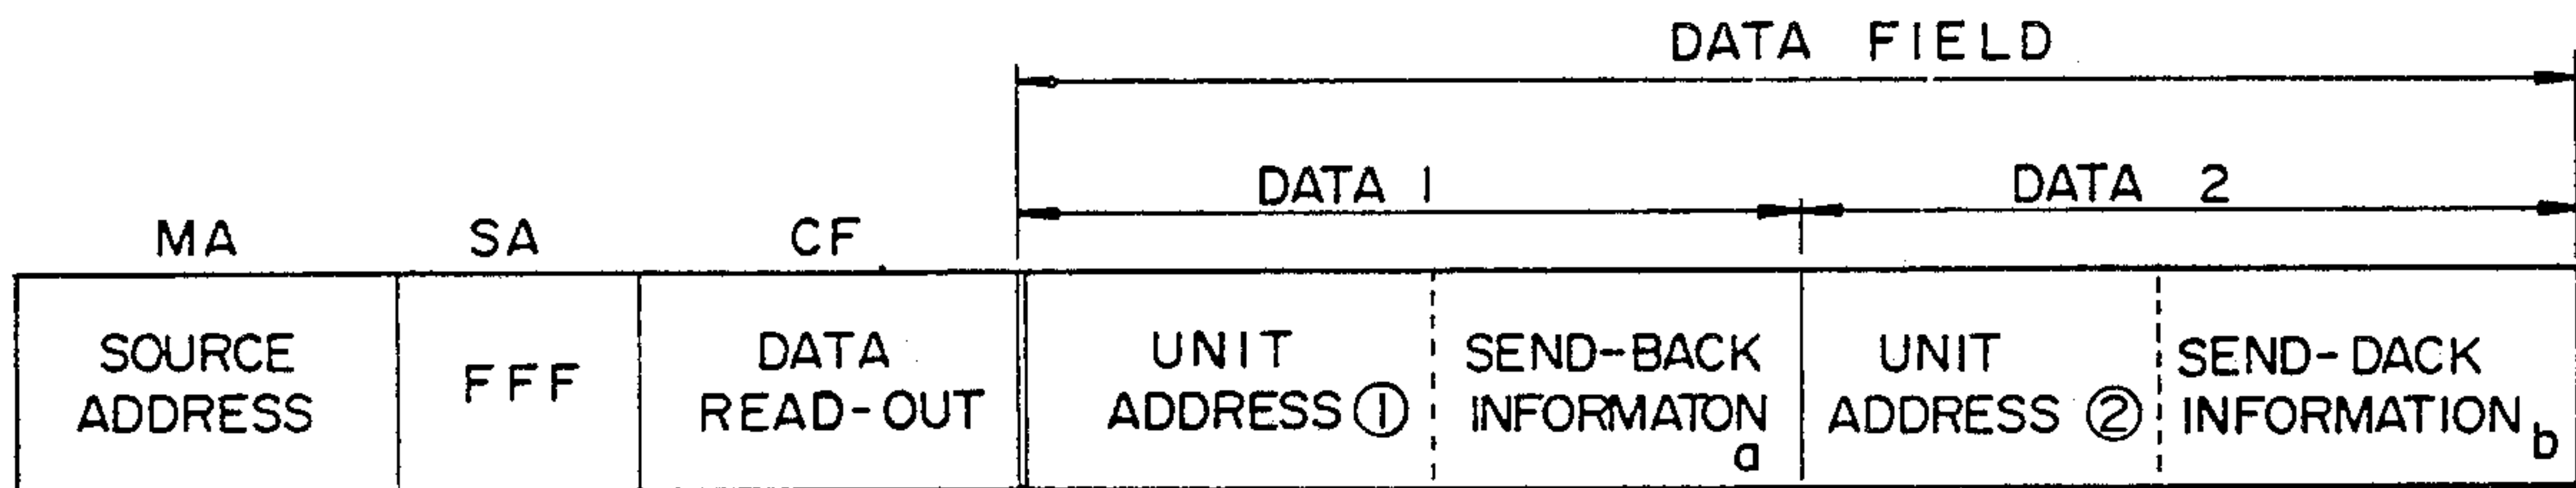 DATA FIELD
DATA 1 DATA 2
MA SA CF
SOURCE ADDRESS
FFF
DATA READ-OUT
UNIT ADDRESS ①
SEND-BACK INFORMATON a
UNIT ADDRESS ②
SEND-DACK INFORMATION b